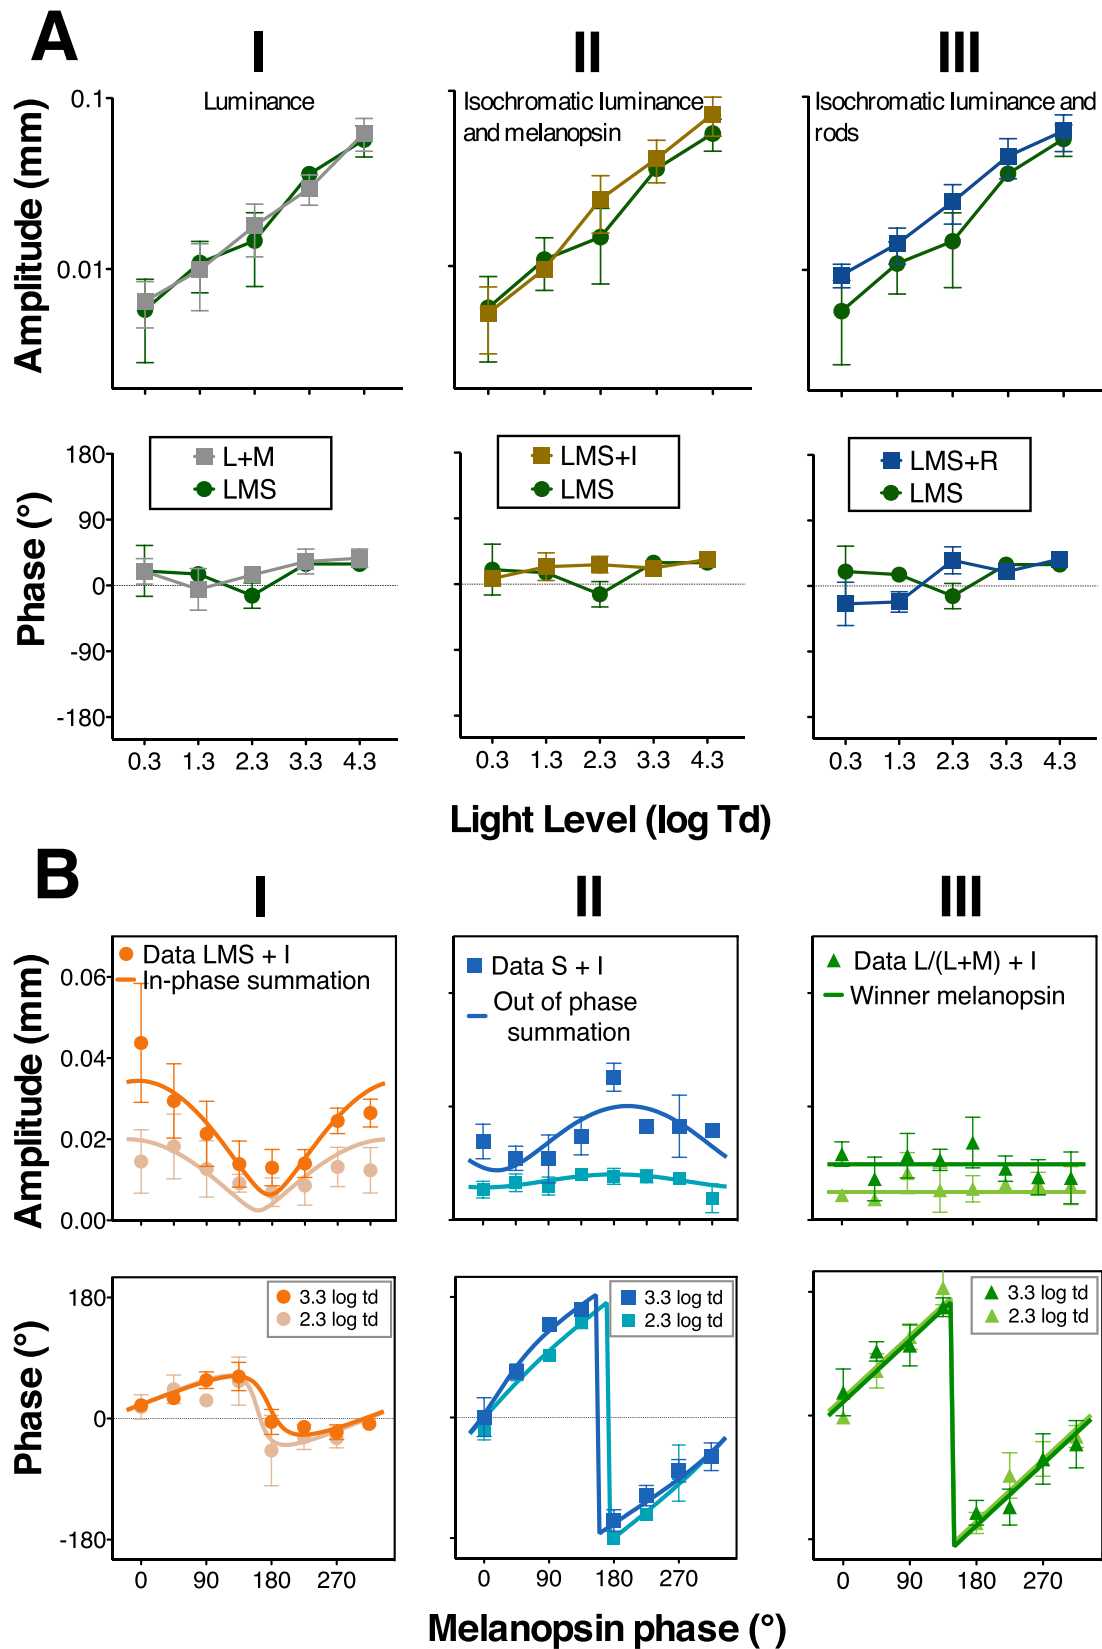 A
I
II
III
Luminance
Isochromatic luminance
and melanopsin
Isochromatic luminance and
rods
Amplitude (mm)
0.1
0.01
L+M
LMS
LMS+I
LMS
LMS+R
LMS
Phase (°)
180
90
0
-90
-180
0.3 1.3 2.3 3.3 4.3
0.3 1.3 2.3 3.3 4.3
0.3 1.3 2.3 3.3 4.3
Light Level (log Td)
B
I
II
III
Data LMS + I
In-phase summation
Data S + I
Out of phase
summation
Data L/(L+M) + I
Winner melanopsin
Amplitude (mm)
0.06
0.04
0.02
0.00
3.3 log td
2.3 log td
3.3 log td
2.3 log td
3.3 log td
2.3 log td
Phase (°)
180
0
-180
0 90 180 270
0 90 180 270
0 90 180 270
Melanopsin phase (°)